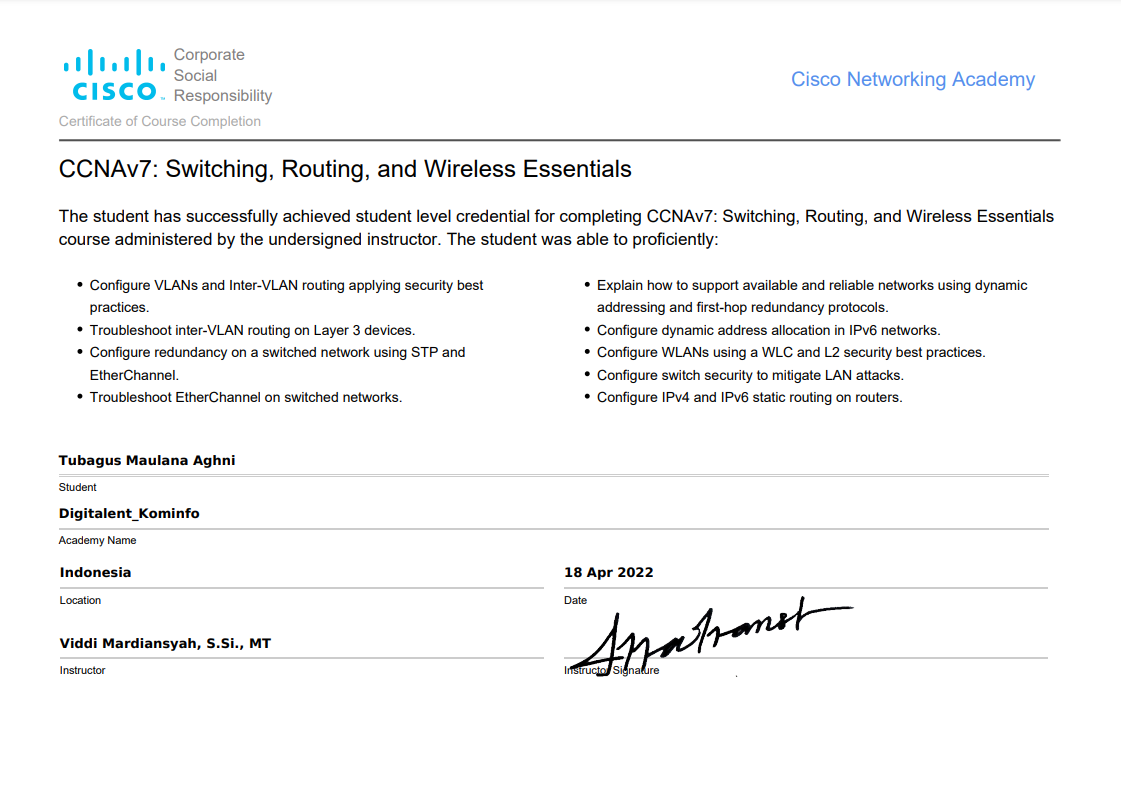 Corporate
Social
CISCO Responsibility
Cisco Networking Academy
Certificate of Course Completion
CCNAv7: Switching, Routing, and Wireless Essentials
The student has successfully achieved student level credential for completing CCNAv7: Switching, Routing, and Wireless Essentials
course administered by the undersigned instructor. The student was able to proficiently:
• Configure VLANs and Inter-VLAN routing applying security best
practices.
• Troubleshoot inter-VLAN routing on Layer 3 devices.
• Configure redundancy on a switched network using STP and
EtherChannel.
• Troubleshoot EtherChannel on switched networks.
• Explain how to support available and reliable networks using dynamic
addressing and first-hop redundancy protocols.
• Configure dynamic address allocation in IPv6 networks.
• Configure WLANs using a WLC and L2 security best practices.
• Configure switch security to mitigate LAN attacks.
• Configure IPv4 and IPv6 static routing on routers.
Tubagus Maulana Aghni
Student
Digitalent_Kominfo
Academy Name
Indonesia
Location
18 Apr 2022
Date
Viddi Mardiansyah, S.Si., MT
Instructor
Instructor Signature